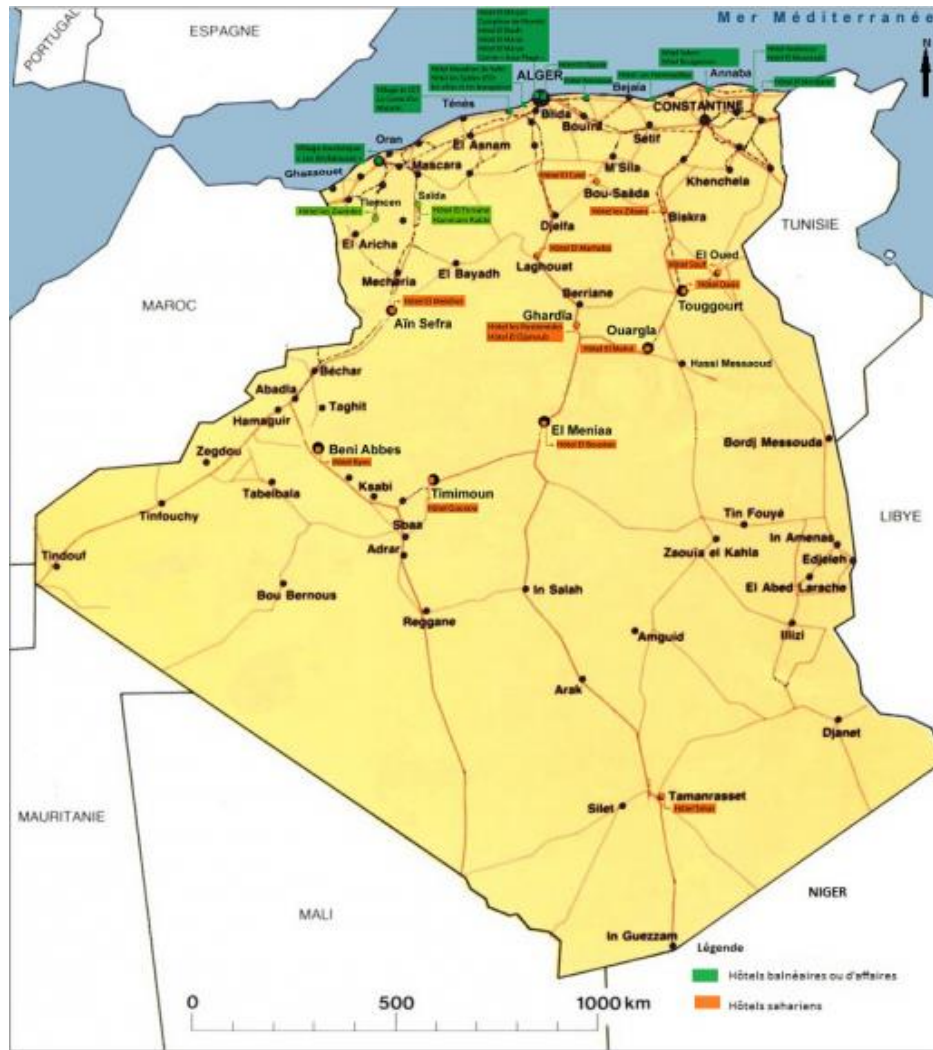 Mer Méditerranée
PORTUGAL
ESPAGNE
N
ALGER
Annaba
Ténès
Bejaïa
CONSTANTINE
Blida
Bouira
Oran
El Asnam
Sétif
Mascara
M'Sila
Ghazaouet
Khenchela
Saïda
Bou-Saâda
Tlemcen
Biskra
Djelfa
TUNISIE
El Aricha
El Oued
Laghouat
El Bayadh
Mecheria
MAROC
Berriane
Touggourt
Ghardïa
Aïn Sefra
Ouargla
Hassi Messaoud
Béchar
Abadla
Taghit
Hamaguir
El Meniaa
Bordj Messouda
Beni Abbes
Zegdou
Ksabi
Tabelbala
Timimoun
Tinfouchy
Tin Fouyé
LIBYE
Sbaa
In Amenas
Adrar
Zaouïa el Kahla
Tindouf
Edjeleh
El Abed Larache
In Salah
Bou Bernous
Reggane
Amguid
Illizi
Arak
Djanet
Tamanrasset
Silet
MAURITANIE
NIGER
MALI
In Guezzam
Légende
Hôtels balnéaires ou d'affaires
Hôtels sahariens
0 500 1000 km